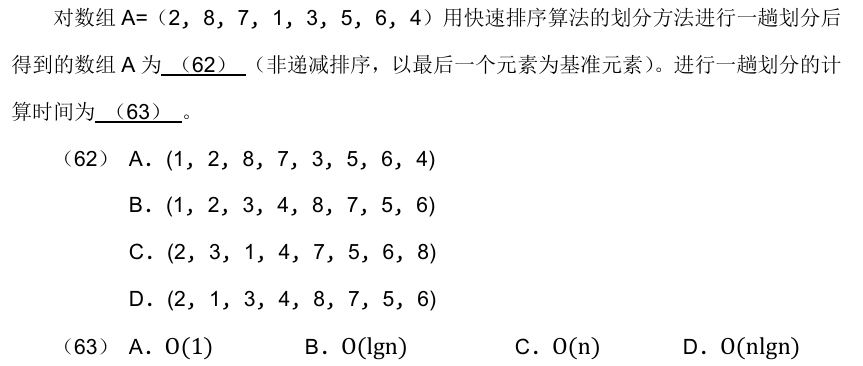 对数组 A=（2，8，7，1，3，5，6，4）用快速排序算法的划分方法进行一趟划分后
得到的数组 A 为 （62） （非递减排序，以最后一个元素为基准元素）。进行一趟划分的计
算时间为 （63） 。
（62） A．(1，2，8，7，3，5，6，4)
B．(1，2，3，4，8，7，5，6)
C．(2，3，1，4，7，5，6，8)
D．(2，1，3，4，8，7，5，6)
（63） A．O(1) B．O(lgn) C．O(n) D．O(nlgn)